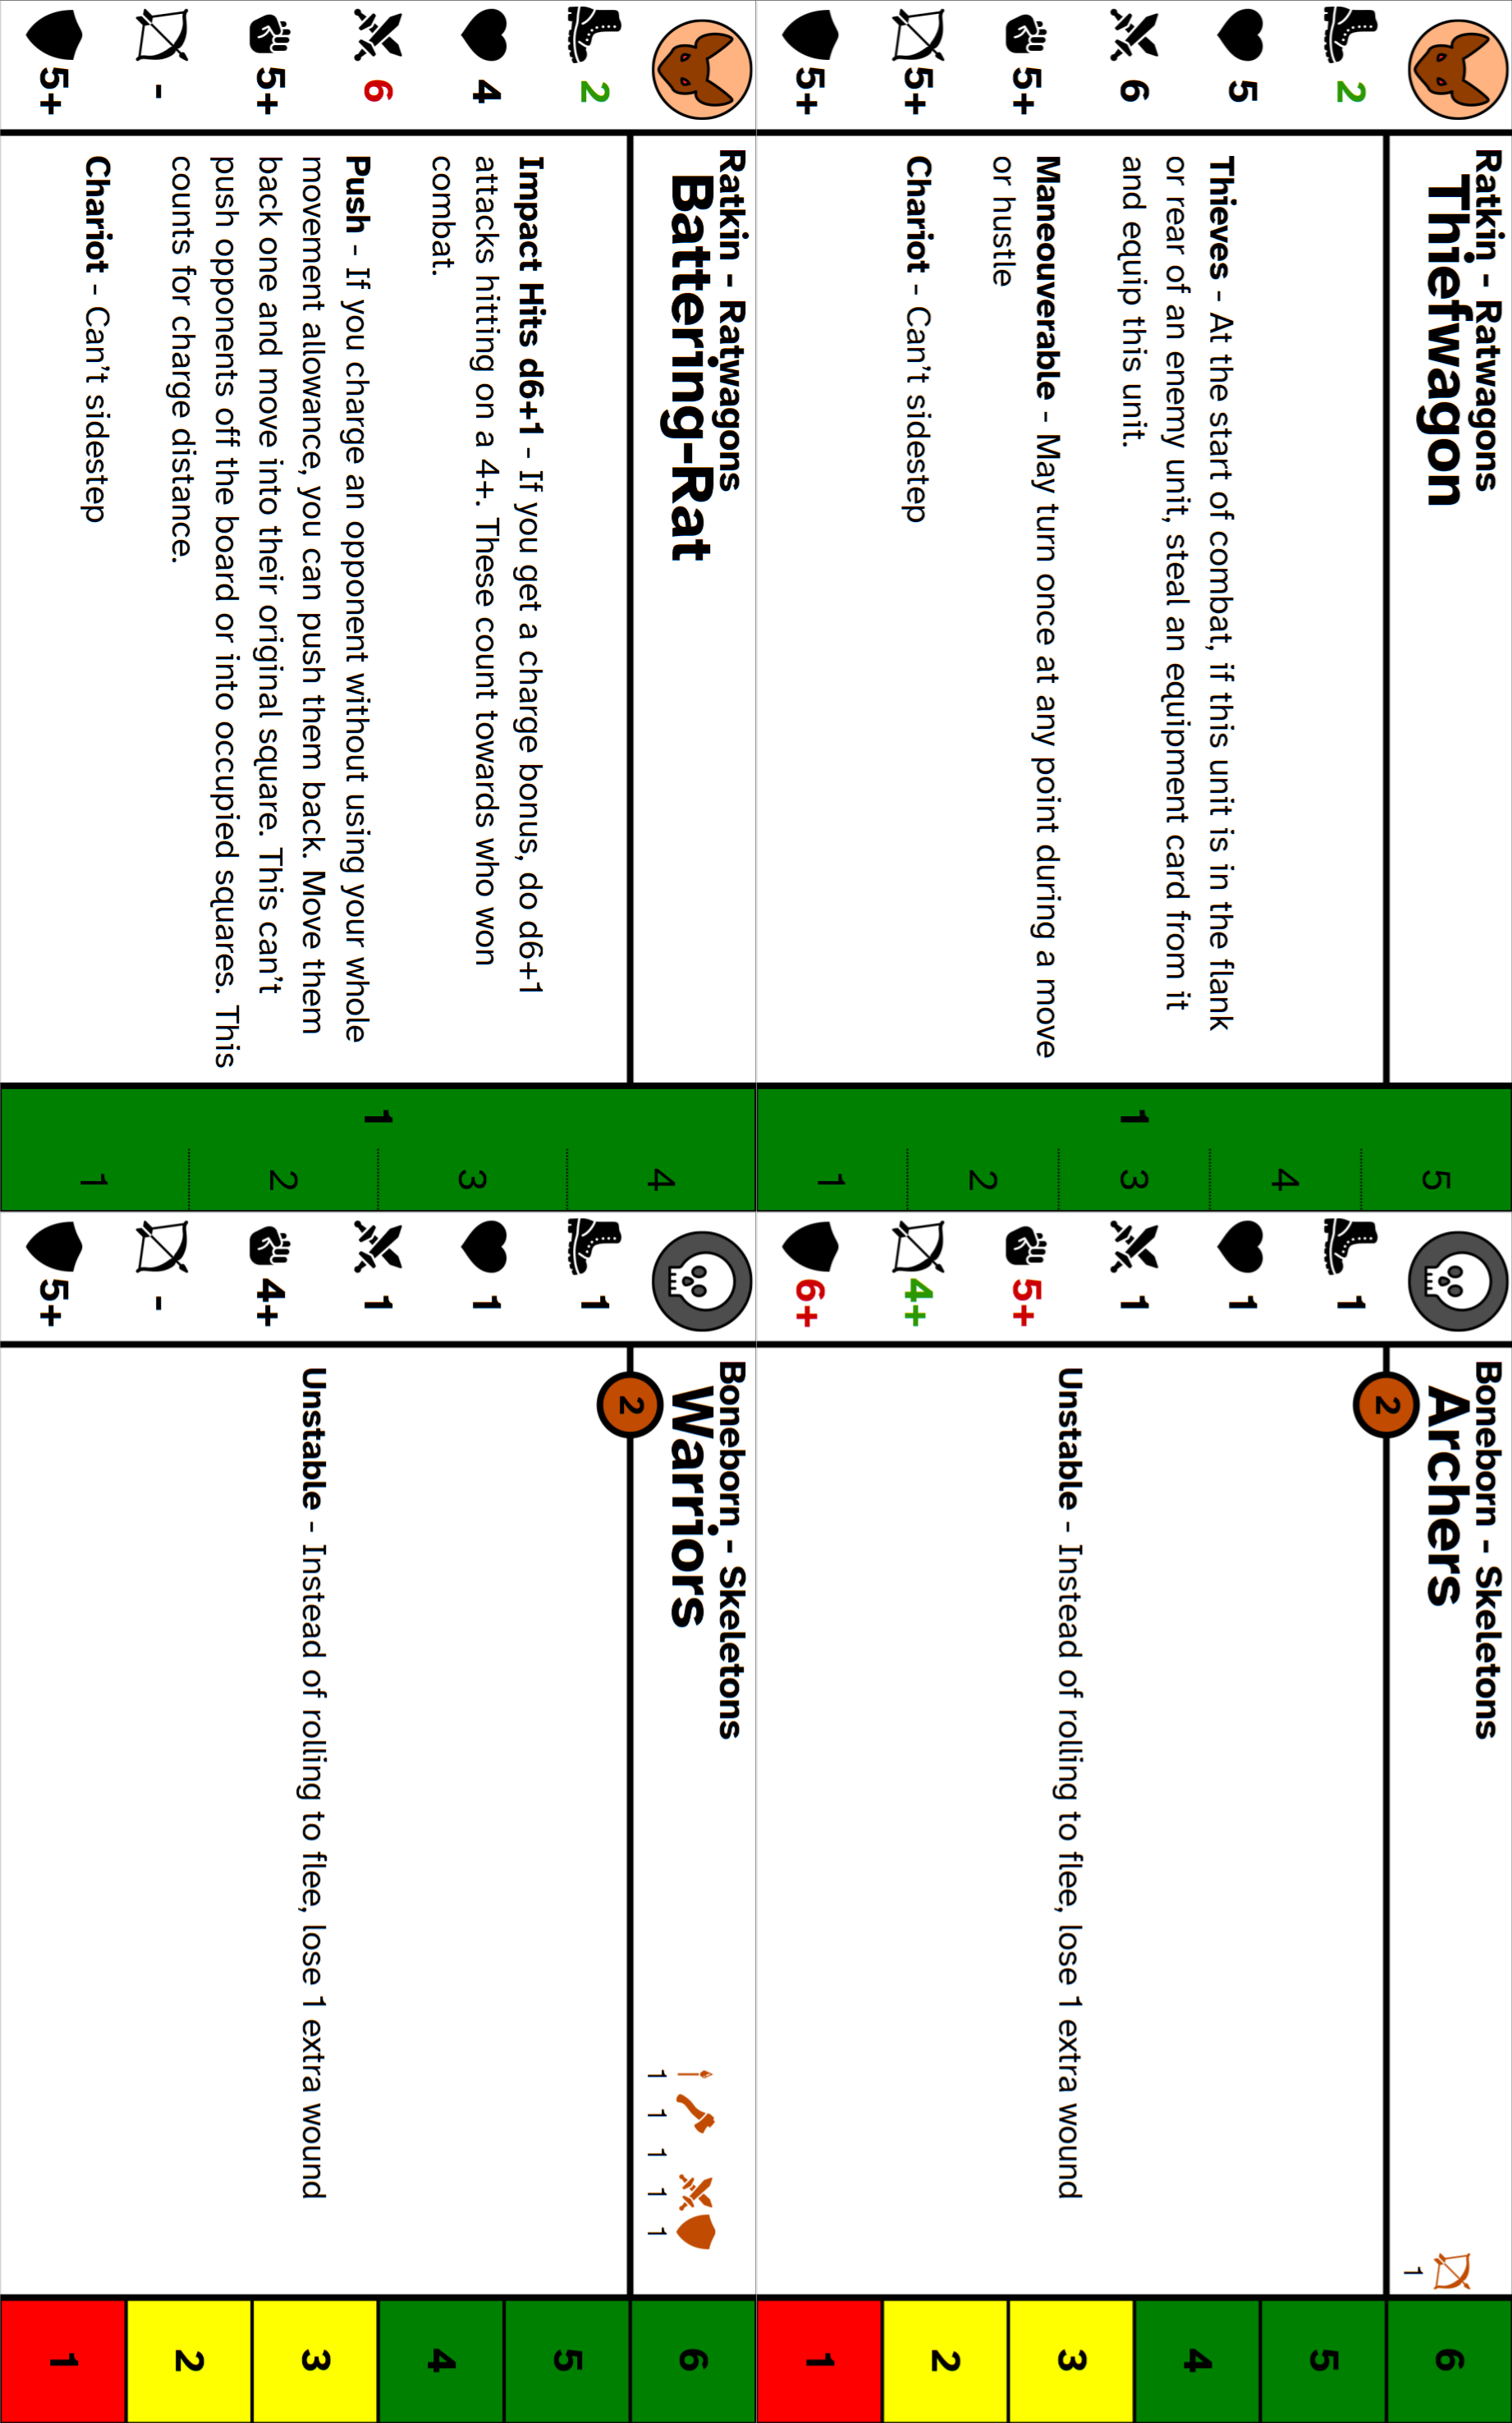 Ratkin - Ratwagons
Thiefwagon
2
5
6
5+
5+
5+
Thieves - At the start of combat, if this unit is in the flank
or rear of an enemy unit, steal an equipment card from it
and equip this unit.
Maneouverable - May turn once at any point during a move
or hustle
Chariot - Can't sidestep
1
5
4
3
2
1
Boneborn - Skeletons
Archers
2
1
1
1
1
5+
4+
6+
Unstable - Instead of rolling to flee, lose 1 extra wound
6
5
4
3
2
1
Ratkin - Ratwagons
Battering-Rat
2
4
6
5+
-
5+
Impact Hits d6+1 - If you get a charge bonus, do d6+1
attacks hitting on a 4+. These count towards who won
combat.
Push - If you charge an opponent without using your whole
movement allowance, you can push them back. Move them
back one and move into their original square. This can't
push opponents off the board or into occupied squares. This
counts for charge distance.
Chariot - Can't sidestep
1
4
3
2
1
Boneborn - Skeletons
Warriors
1 1 1 1 1
2
1
1
1
4+
-
5+
Unstable - Instead of rolling to flee, lose 1 extra wound
6
5
4
3
2
1